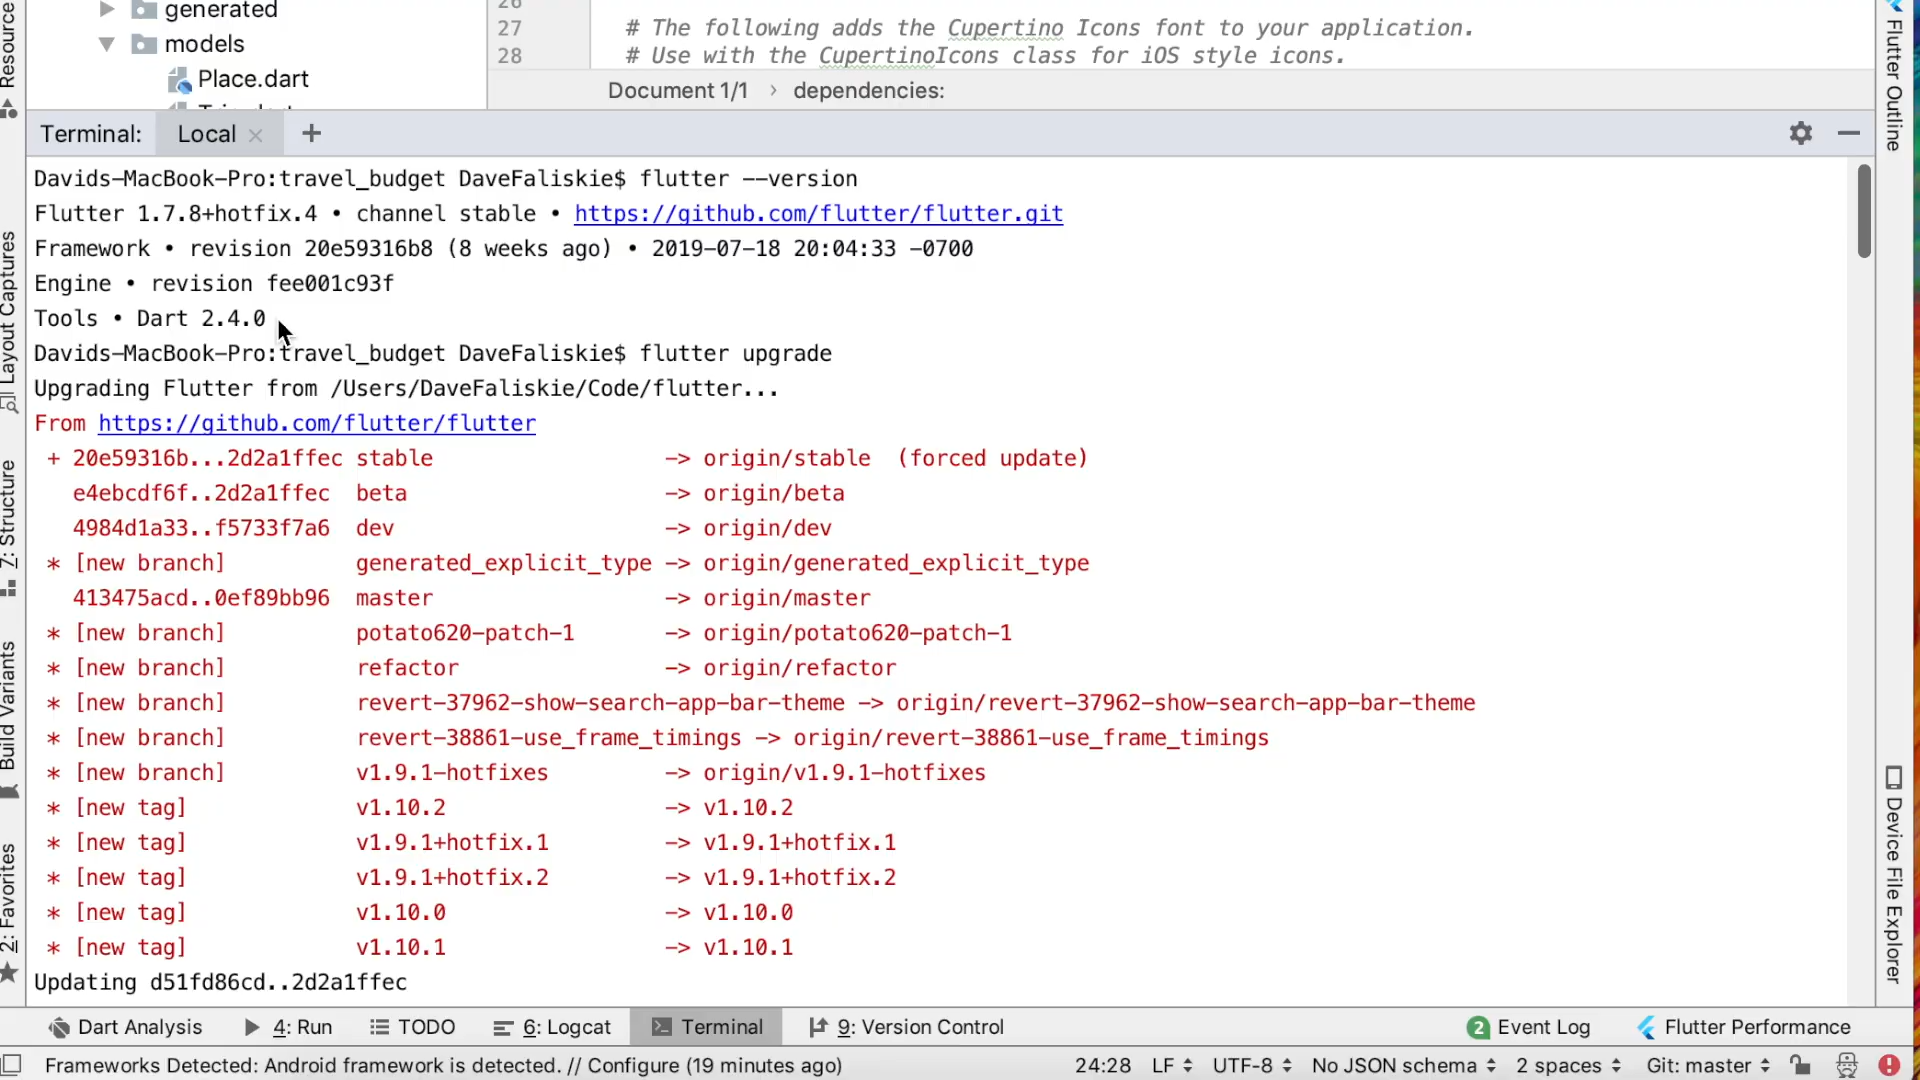 Resource
generated
models
Place.dart
26
27 # The following adds the Cupertino Icons font to your application.
28 # Use with the CupertinoIcons class for iOS style icons.
Document 1/1 › dependencies:
Flutter Outline
Terminal: Local × +
Layout Captures
7: Structure
Build Variants
2: Favorites
Davids-MacBook-Pro:travel_budget DaveFaliskie$ flutter --version
Flutter 1.7.8+hotfix.4 • channel stable • https://github.com/flutter/flutter.git
Framework • revision 20e59316b8 (8 weeks ago) • 2019-07-18 20:04:33 -0700
Engine • revision fee001c93f
Tools • Dart 2.4.0
Davids-MacBook-Pro:travel_budget DaveFaliskie$ flutter upgrade
Upgrading Flutter from /Users/DaveFaliskie/Code/flutter...
From https://github.com/flutter/flutter
+ 20e59316b...2d2a1ffec stable -> origin/stable (forced update)
e4ebcdf6f..2d2a1ffec beta -> origin/beta
4984d1a33..f5733f7a6 dev -> origin/dev
* [new branch] generated_explicit_type -> origin/generated_explicit_type
413475acd..0ef89bb96 master -> origin/master
* [new branch] potato620-patch-1 -> origin/potato620-patch-1
* [new branch] refactor -> origin/refactor
* [new branch] revert-37962-show-search-app-bar-theme -> origin/revert-37962-show-search-app-bar-theme
* [new branch] revert-38861-use_frame_timings -> origin/revert-38861-use_frame_timings
* [new branch] v1.9.1-hotfixes -> origin/v1.9.1-hotfixes
* [new tag] v1.10.2 -> v1.10.2
* [new tag] v1.9.1+hotfix.1 -> v1.9.1+hotfix.1
* [new tag] v1.9.1+hotfix.2 -> v1.9.1+hotfix.2
* [new tag] v1.10.0 -> v1.10.0
* [new tag] v1.10.1 -> v1.10.1
Updating d51fd86cd..2d2a1ffec
Device File Explorer
Dart Analysis 4: Run TODO 6: Logcat Terminal 9: Version Control 2 Event Log Flutter Performance
Frameworks Detected: Android framework is detected. // Configure (19 minutes ago) 24:28 LF UTF-8 No JSON schema 2 spaces Git: master